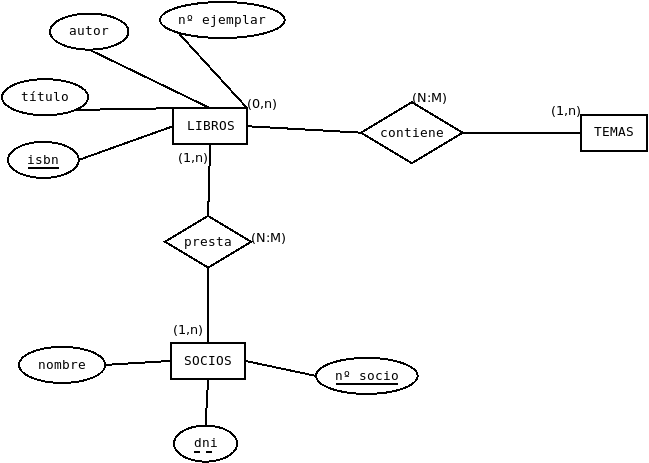 nº ejemplar
autor
título
(0,n)
(N:M)
(1,n)
LIBROS
contiene
TEMAS
isbn
(1,n)
presta
(N:M)
(1,n)
nombre
SOCIOS
nº socio
dni